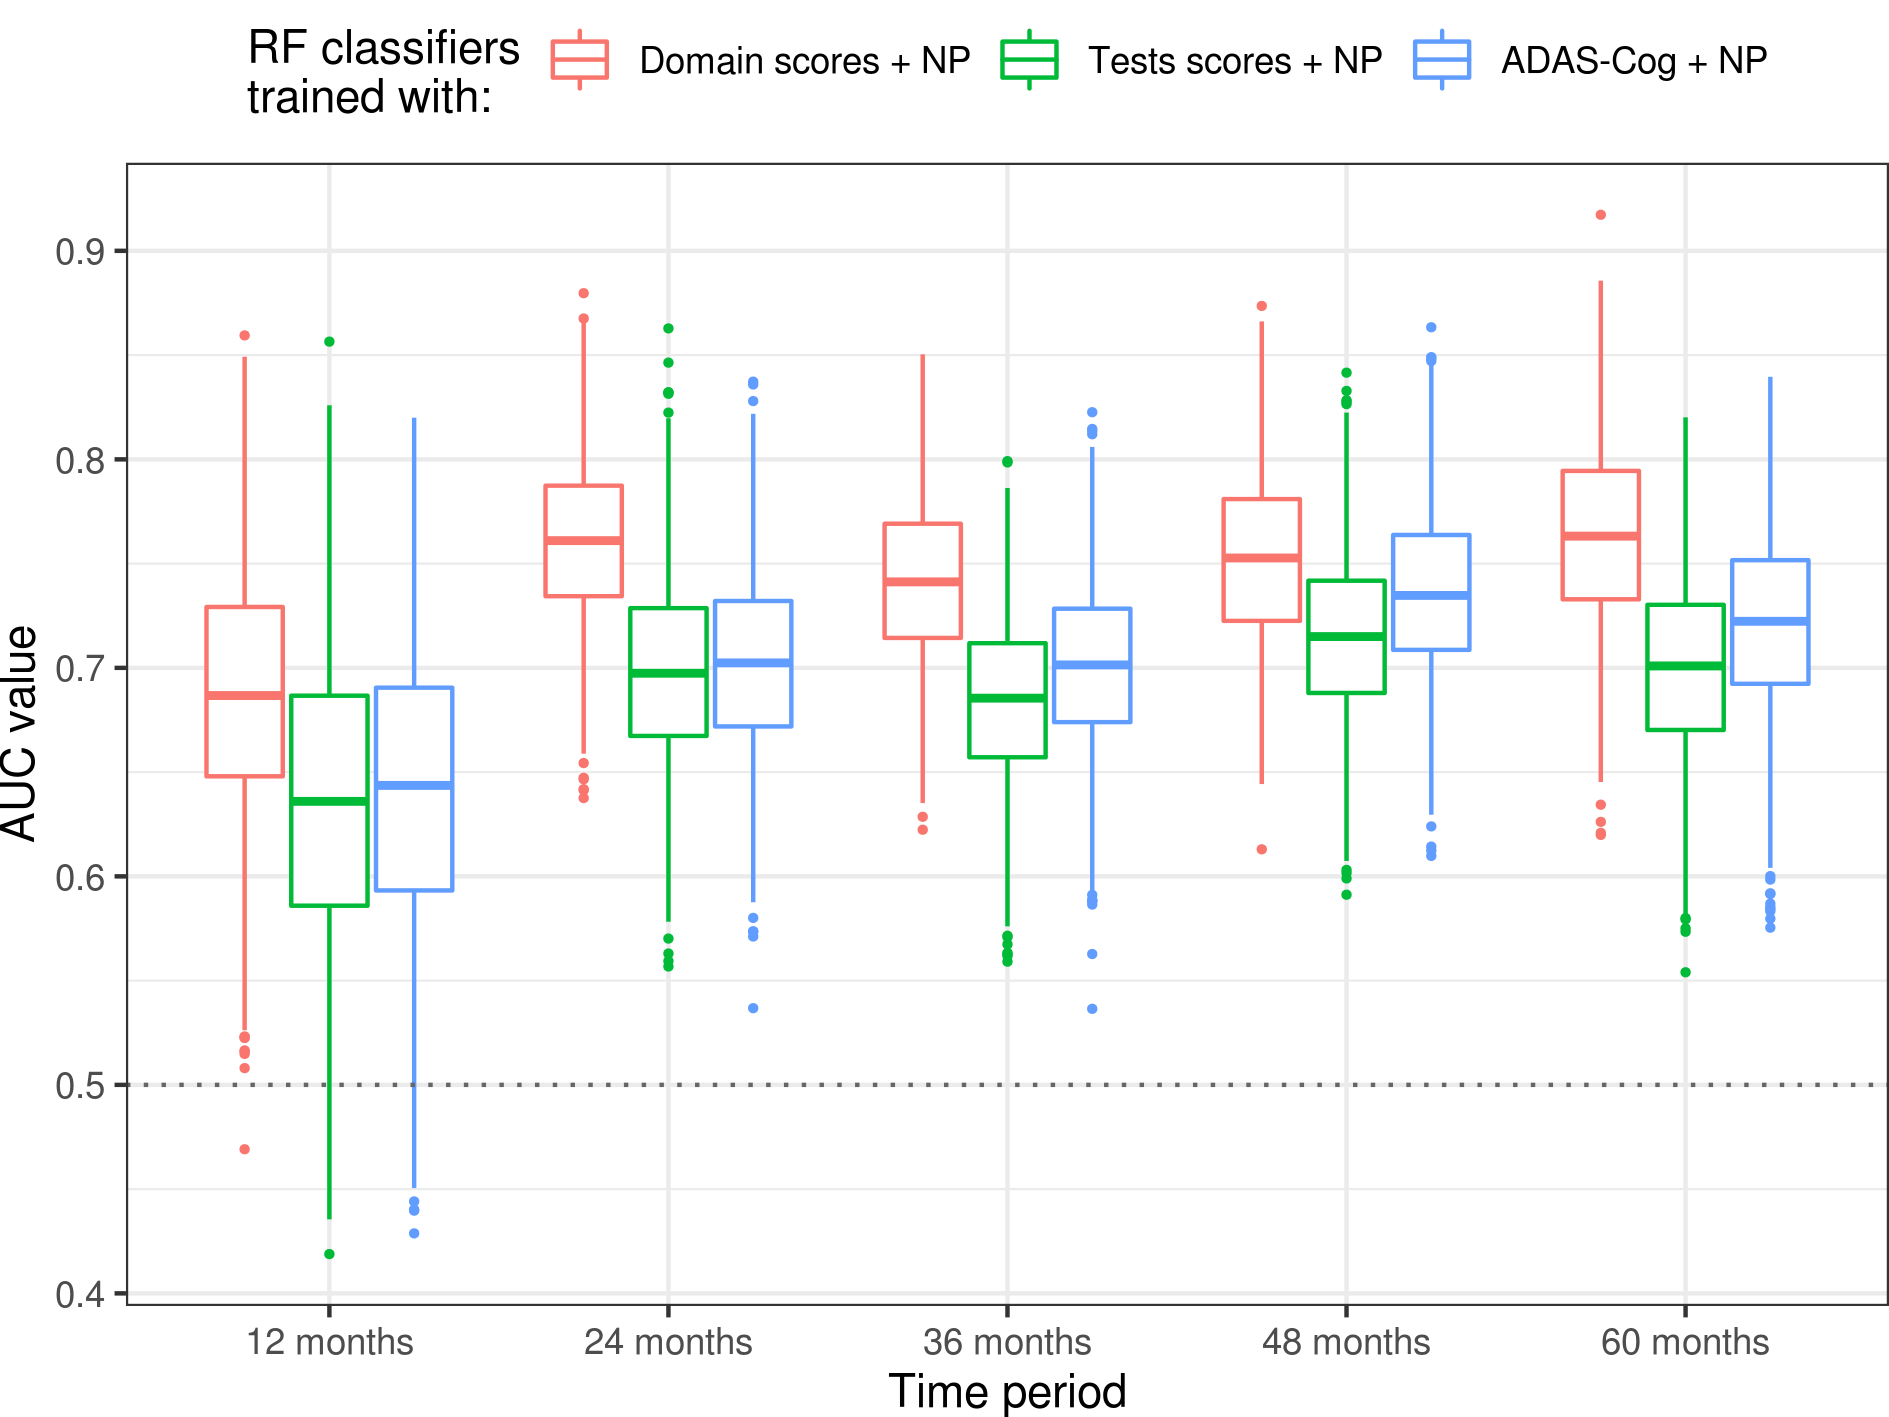 RF classifiers
trained with:
Domain scores + NP
Tests scores + NP
ADAS-Cog + NP
AUC value
0.9
0.8
0.7
0.6
0.5
0.4
12 months
24 months
36 months
48 months
60 months
Time period